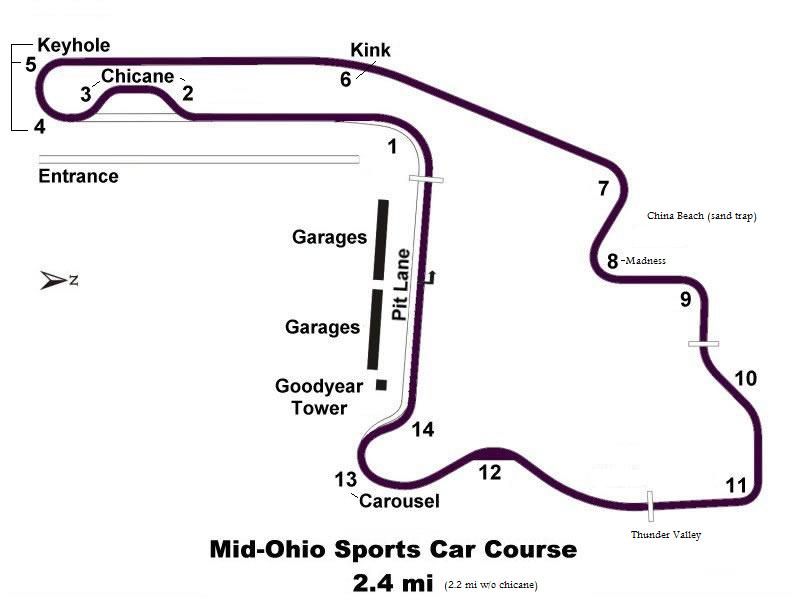 Keyhole
5
Chicane
3
2
4
Kink
6
1
Entrance
7
China Beach (sand trap)
8
Madness
N
Garages
Pit Lane
9
Garages
Goodyear
Tower
10
14
13
Carousel
12
11
Thunder Valley
Mid-Ohio Sports Car Course
2.4 mi (2.2 mi w/o chicane)